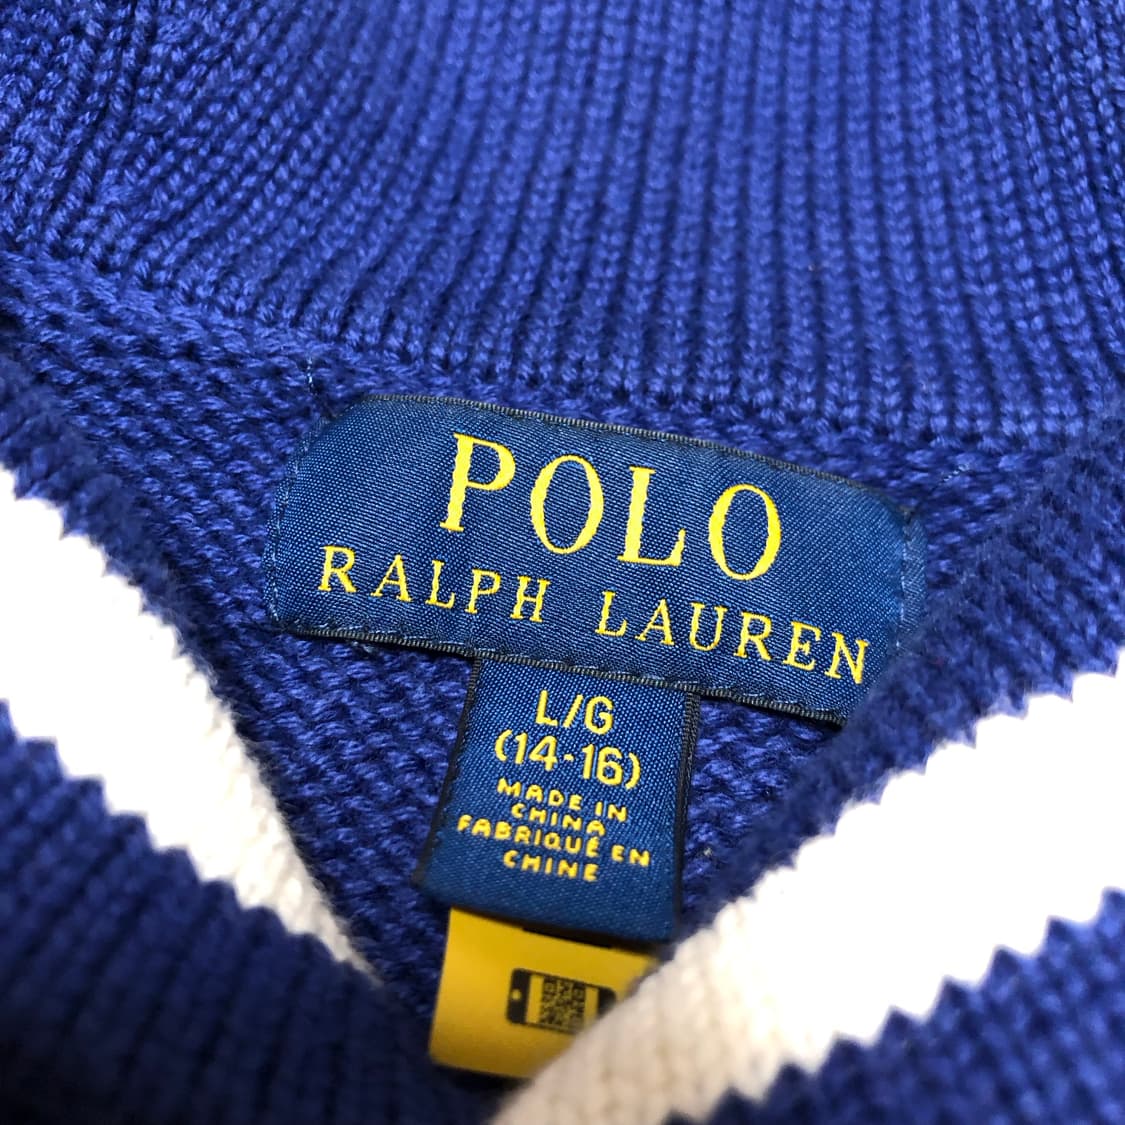 POLO
RALPH LAUREN
L/G
(14-16)
MADE IN
CHINA
FABRIQUÉ EN
CHINE